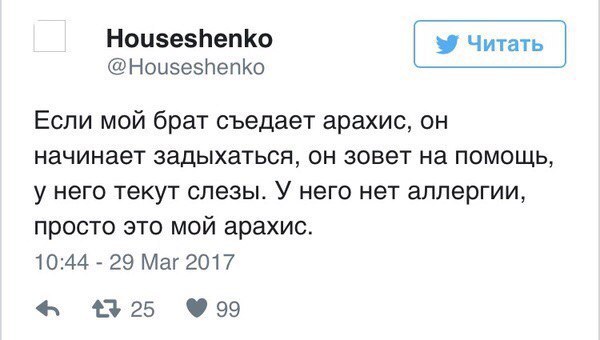 Houseshenko
Читать
@Houseshenko
Если мой брат съедает арахис, он
начинает задыхаться, он зовет на помощь,
у него текут слезы. У него нет аллергии,
просто это мой арахис.
10:44 - 29 Mar 2017
25 99